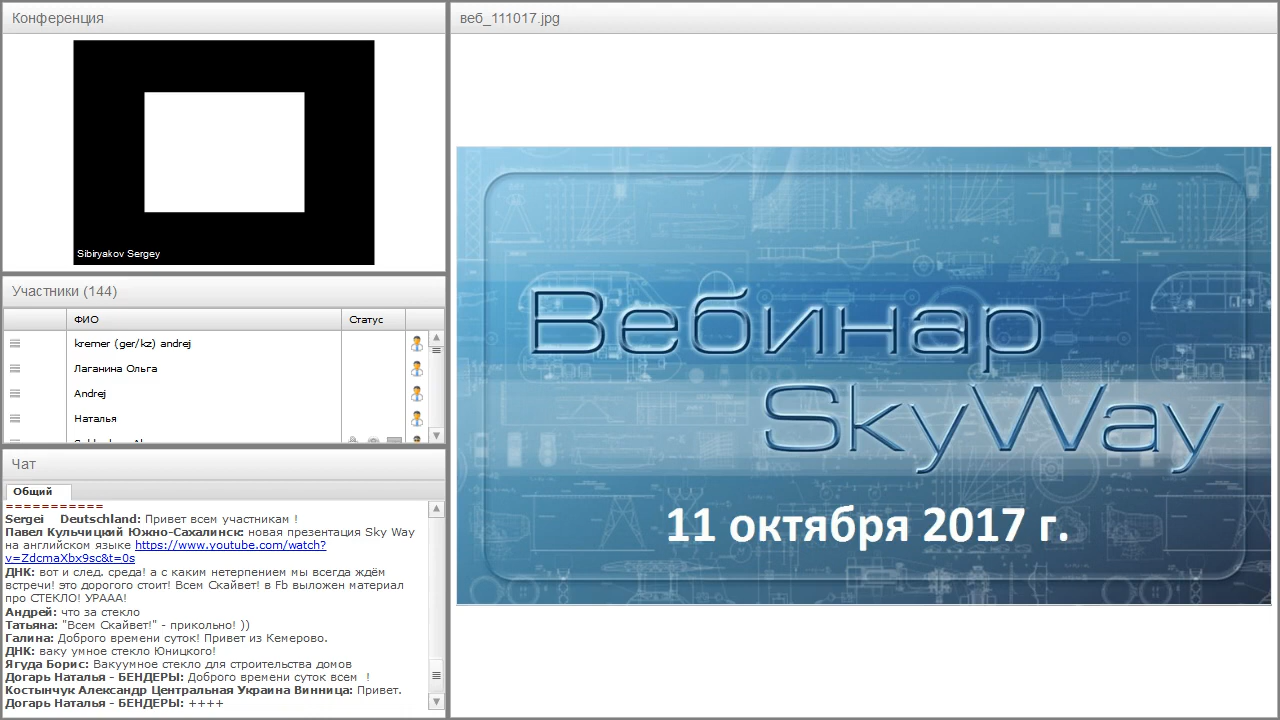 Конференция
Sibiryakov Sergey
Участники (144)
ФИО
Статус
kremer (ger/kz) andrej
Лаганина Ольга
Andrej
Наталья
Чат
Общий
===========
Sergei Deutschland: Привет всем участникам !
Павел Кульчицкий Южно-Сахалинск: новая презентация Sky Way
на английском языке https://www.youtube.com/watch?
v=ZdcmaXbx9sc&t=0s
ДНК: вот и след. среда! а с каким нетерпением мы всегда ждём
встречи! это дорогого стоит! Всем Скайвет! в Fb выложен материал
про СТЕКЛО! УРААА!
Андрей: что за стекло
Татьяна: "Всем Скайвет!" - прикольно! ))
Галина: Доброго времени суток! Привет из Кемерово.
ДНК: ваку умное стекло Юницкого!
Ягуда Борис: Вакуумное стекло для строительства домов
Догарь Наталья - БЕНДЕРЫ: Доброго времени суток всем !
Костынчук Александр Центральная Украина Винница: Привет.
Догарь Наталья - БЕНДЕРЫ: ++++
веб_111017.jpg
Вебинар
SkyWay
11 октября 2017 г.